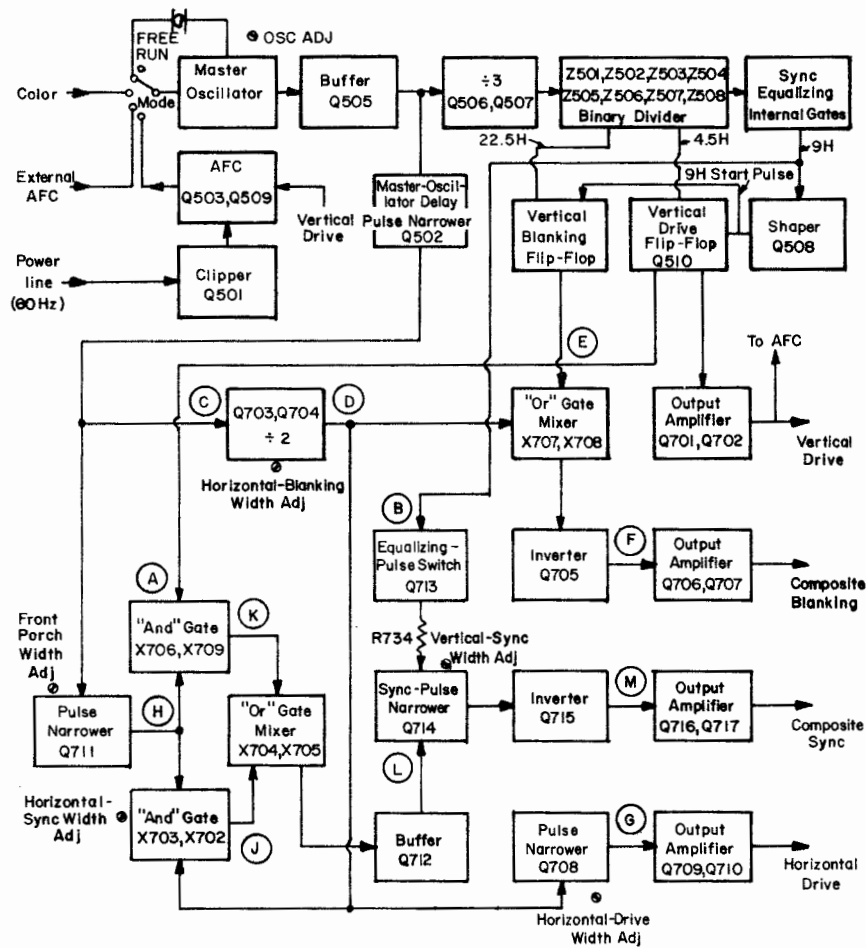 FREE
RUN
OSC ADJ
Color
Mode
Master
Oscillator
Buffer
Q505
÷3
Q506,Q507
Z501,Z502,Z503,Z504
Z505,Z506,Z507,Z508
Binary Divider
Sync
Equalizing
Internal Gates
22.5H
4.5H
9H
9H Start Pulse
External
AFC
AFC
Q503,Q509
Vertical
Drive
Master-Oscil-
lator Delay
Pulse Narrower
Q502
Vertical
Blanking
Flip-Flop
Vertical
Drive
Flip-Flop
Q510
Shaper
Q508
Power
line
(60Hz)
Clipper
Q501
E
To AFC
C
Q703,Q704
÷ 2
D
"Or" Gate
Mixer
X707,X708
Output
Amplifier
Q701,Q702
Vertical
Drive
Horizontal-Blanking
Width Adj
B
Equalizing-
Pulse Switch
Q713
Inverter
Q705
F
Output
Amplifier
Q706,Q707
Composite
Blanking
A
Front
Porch
Width
Adj
"And" Gate
X706,X709
K
R734
Vertical-Sync
Width Adj
Pulse
Narrower
Q711
H
"Or" Gate
Mixer
X704,X705
Sync-Pulse
Narrower
Q714
Inverter
Q715
M
Output
Amplifier
Q716,Q717
Composite
Sync
L
Horizontal-
Sync Width
Adj
"And" Gate
X703,X702
J
Buffer
Q712
Pulse
Narrower
Q708
G
Output
Amplifier
Q709,Q710
Horizontal
Drive
Horizontal-Drive
Width Adj